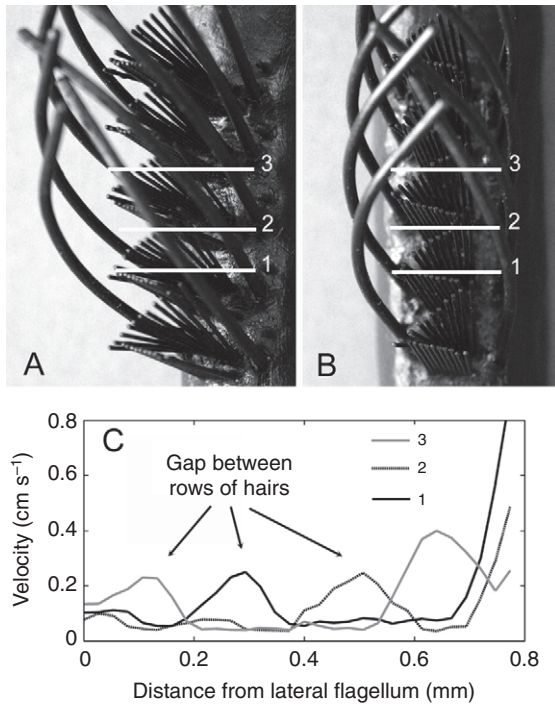 3
2
1
A
3
2
1
B
C
Gap between
rows of hairs
3
2
1
0.8
0.6
0.4
0.2
0
Velocity (cm s⁻¹)
0 0.2 0.4 0.6 0.8
Distance from lateral flagellum (mm)